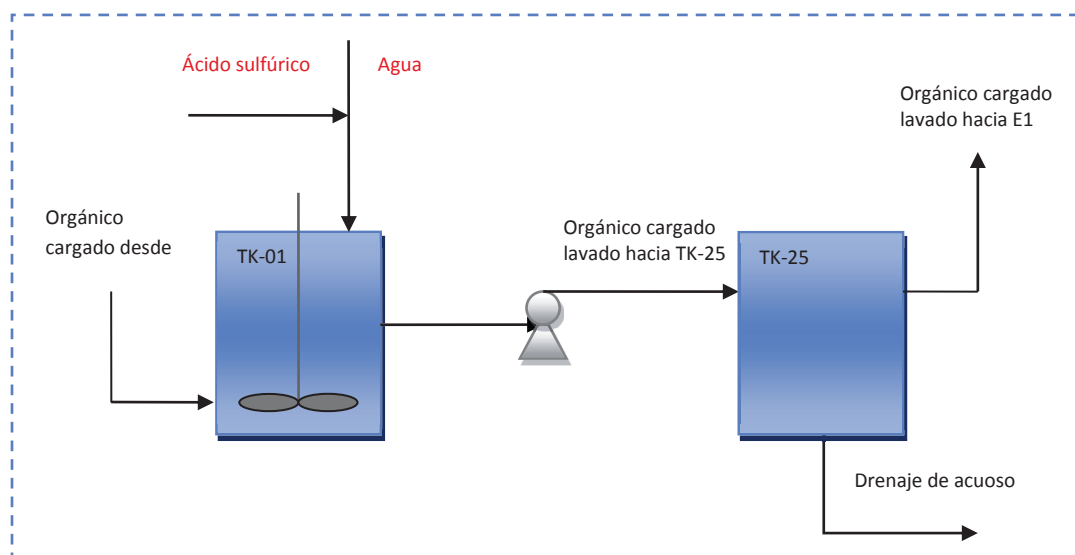 Ácido sulfúrico
Agua
Orgánico cargado
lavado hacia E1
Orgánico
cargado desde
Orgánico cargado
lavado hacia TK-25
TK-01
TK-25
Drenaje de acuoso